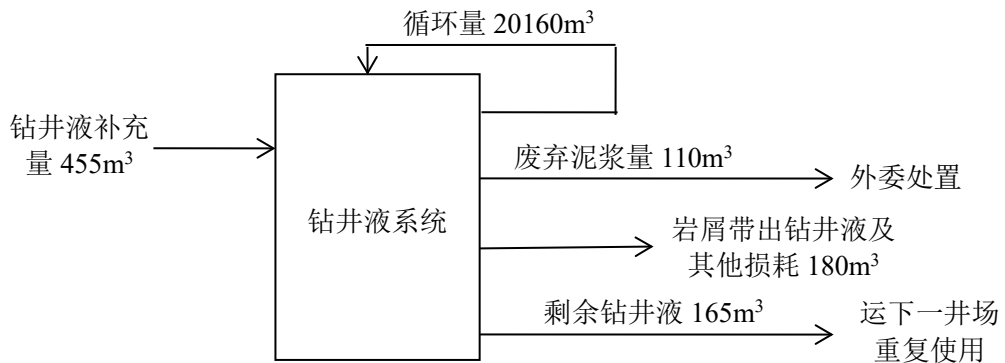 循环量 20160m³
钻井液补充
量 455m³
废弃泥浆量 110m³
外委处置
钻井液系统
岩屑带出钻井液及
其他损耗 180m³
剩余钻井液 165m³
运下一井场
重复使用